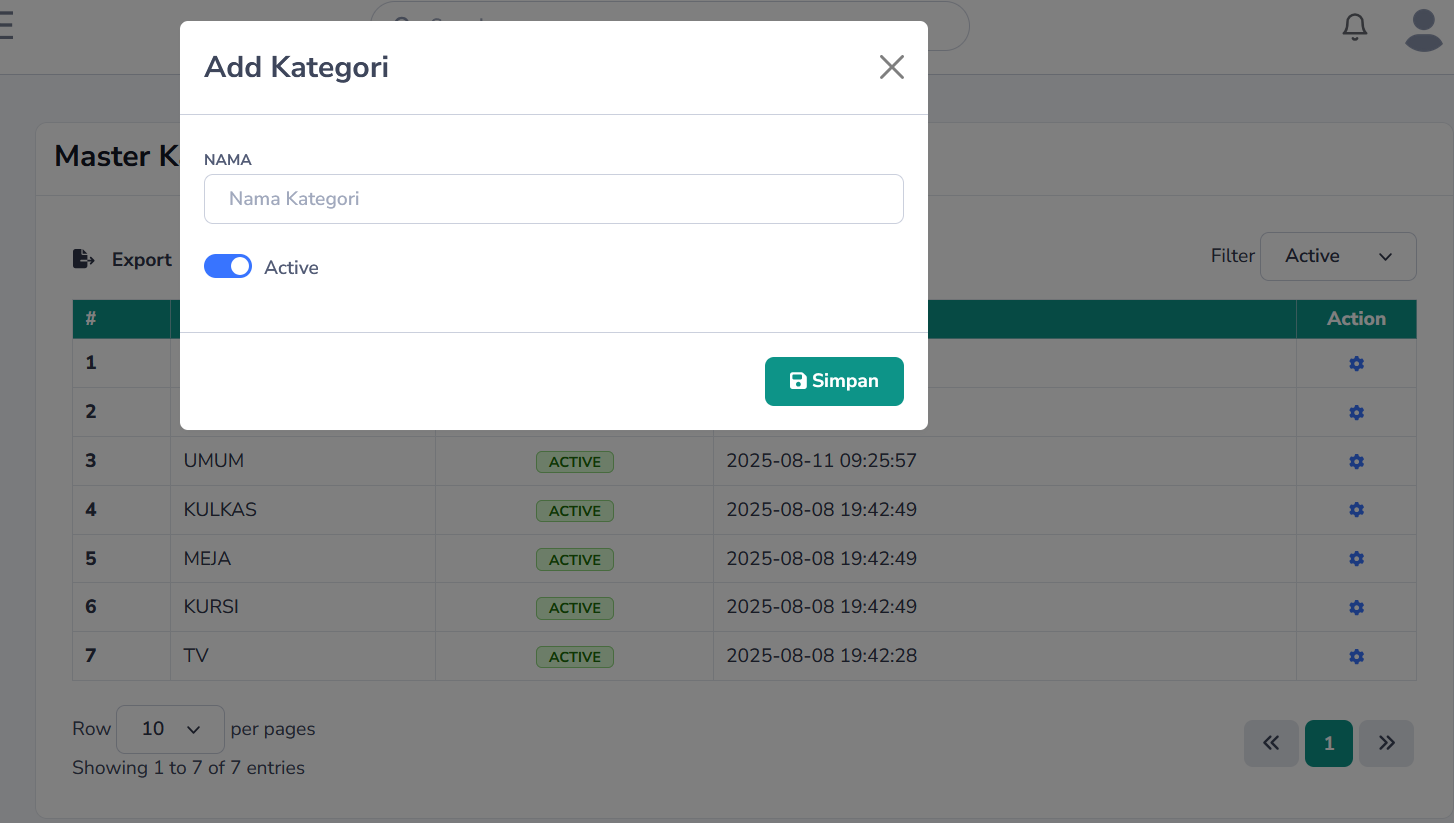 Add Kategori
Master K
NAMA
Nama Kategori
Active
Export
Filter Active
# Action
Simpan
1
2
3 UMUM ACTIVE 2025-08-11 09:25:57
4 KULKAS ACTIVE 2025-08-08 19:42:49
5 MEJA ACTIVE 2025-08-08 19:42:49
6 KURSI ACTIVE 2025-08-08 19:42:49
7 TV ACTIVE 2025-08-08 19:42:28
Row 10 per pages
« 1 »
Showing 1 to 7 of 7 entries